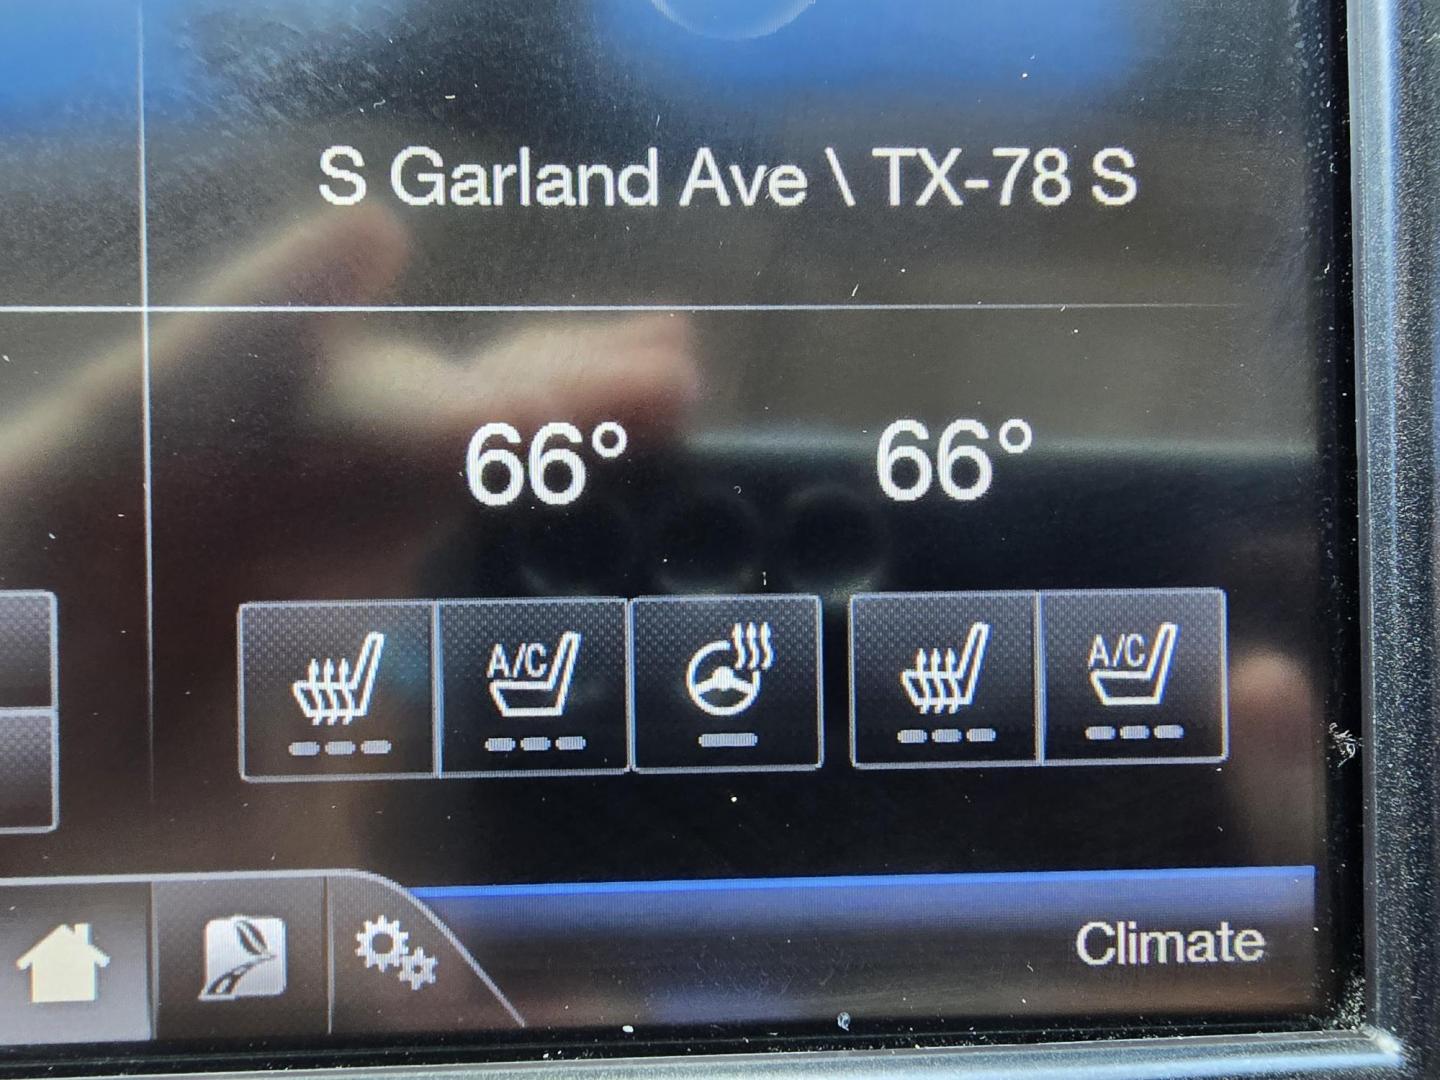 S Garland Ave \ TX-78 S
66° 66°
A/C A/C
Climate